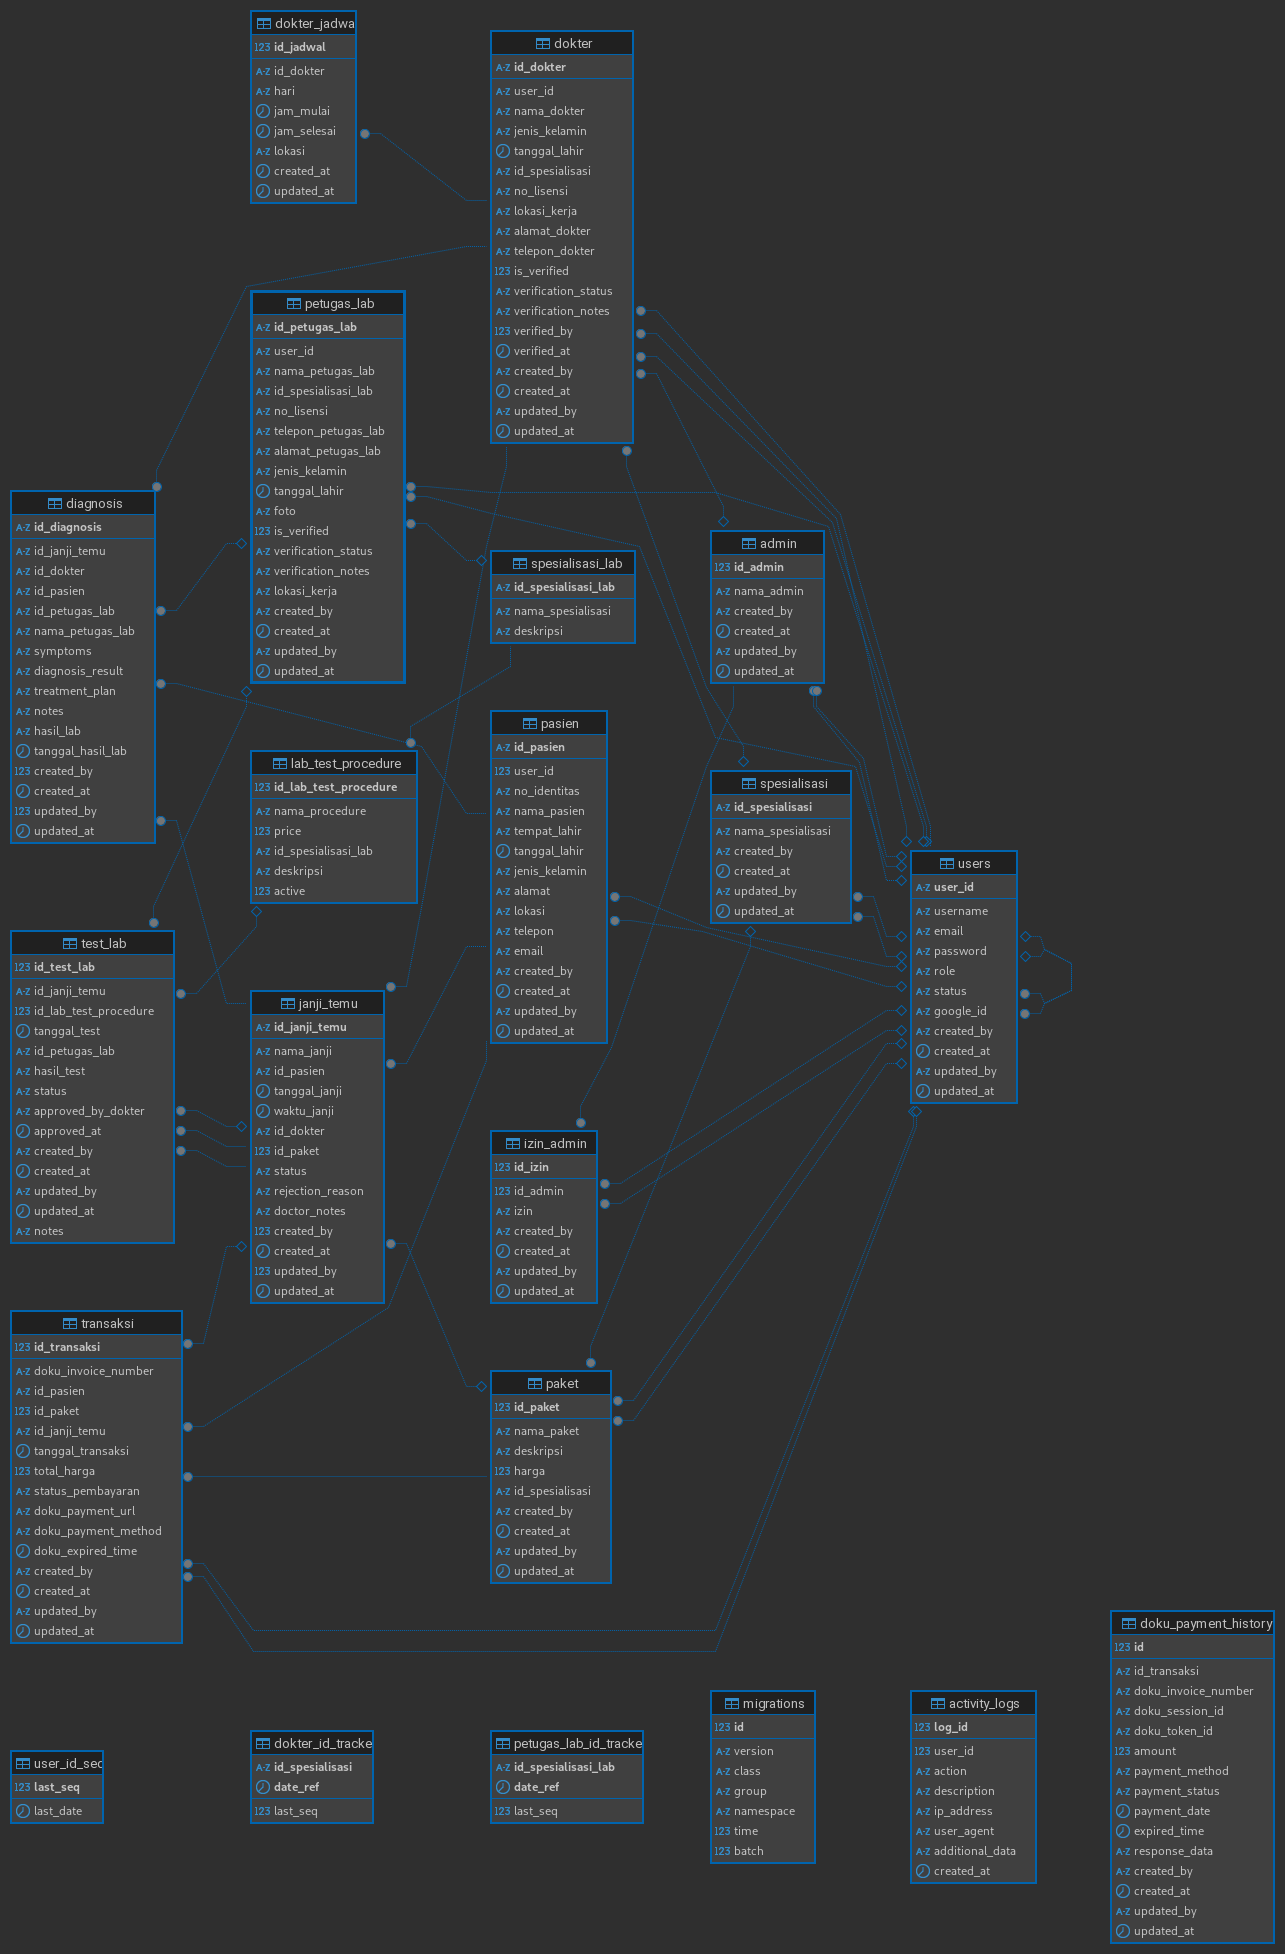 dokter_jadwa
123 id_jadwal
A-Z id_dokter
A-Z hari
jam_mulai
jam_selesai
A-Z lokasi
created_at
updated_at
dokter
A-Z id_dokter
A-Z user_id
A-Z nama_dokter
A-Z jenis_kelamin
tanggal_lahir
A-Z id_spesialisasi
A-Z no_lisensi
A-Z lokasi_kerja
A-Z alamat_dokter
A-Z telepon_dokter
123 is_verified
A-Z verification_status
A-Z verification_notes
123 verified_by
verified_at
A-Z created_by
created_at
A-Z updated_by
updated_at
petugas_lab
A-Z id_petugas_lab
A-Z user_id
A-Z nama_petugas_lab
A-Z id_spesialisasi_lab
A-Z no_lisensi
A-Z telepon_petugas_lab
A-Z alamat_petugas_lab
A-Z jenis_kelamin
tanggal_lahir
A-Z foto
123 is_verified
A-Z verification_status
A-Z verification_notes
A-Z lokasi_kerja
A-Z created_by
created_at
A-Z updated_by
updated_at
diagnosis
A-Z id_diagnosis
A-Z id_janji_temu
A-Z id_dokter
A-Z id_pasien
A-Z id_petugas_lab
A-Z nama_petugas_lab
A-Z symptoms
A-Z diagnosis_result
A-Z treatment_plan
A-Z notes
A-Z hasil_lab
tanggal_hasil_lab
123 created_by
created_at
123 updated_by
updated_at
spesialisasi_lab
A-Z id_spesialisasi_lab
A-Z nama_spesialisasi
A-Z deskripsi
admin
123 id_admin
A-Z nama_admin
A-Z created_by
created_at
A-Z updated_by
updated_at
pasien
A-Z id_pasien
123 user_id
A-Z no_identitas
A-Z nama_pasien
A-Z tempat_lahir
tanggal_lahir
A-Z jenis_kelamin
A-Z alamat
A-Z lokasi
A-Z telepon
A-Z email
A-Z created_by
created_at
A-Z updated_by
updated_at
lab_test_procedure
123 id_lab_test_procedure
A-Z nama_procedure
123 price
A-Z id_spesialisasi_lab
A-Z deskripsi
123 active
spesialisasi
A-Z id_spesialisasi
A-Z nama_spesialisasi
A-Z created_by
created_at
A-Z updated_by
updated_at
users
A-Z user_id
A-Z username
A-Z email
A-Z password
A-Z role
A-Z status
A-Z google_id
A-Z created_by
created_at
A-Z updated_by
updated_at
test_lab
123 id_test_lab
A-Z id_janji_temu
123 id_lab_test_procedure
tanggal_test
A-Z id_petugas_lab
A-Z hasil_test
A-Z status
A-Z approved_by_dokter
approved_at
A-Z created_by
created_at
A-Z updated_by
updated_at
A-Z notes
janji_temu
A-Z id_janji_temu
A-Z nama_janji
A-Z id_pasien
tanggal_janji
waktu_janji
A-Z id_dokter
123 id_paket
A-Z status
A-Z rejection_reason
A-Z doctor_notes
123 created_by
created_at
123 updated_by
updated_at
izin_admin
123 id_izin
123 id_admin
A-Z izin
A-Z created_by
created_at
A-Z updated_by
updated_at
transaksi
123 id_transaksi
A-Z doku_invoice_number
A-Z id_pasien
123 id_paket
A-Z id_janji_temu
tanggal_transaksi
123 total_harga
A-Z status_pembayaran
A-Z doku_payment_url
A-Z doku_payment_method
doku_expired_time
A-Z created_by
created_at
A-Z updated_by
updated_at
paket
123 id_paket
A-Z nama_paket
A-Z deskripsi
123 harga
A-Z id_spesialisasi
A-Z created_by
created_at
A-Z updated_by
updated_at
doku_payment_history
123 id
A-Z id_transaksi
A-Z doku_invoice_number
A-Z doku_session_id
A-Z doku_token_id
123 amount
A-Z payment_method
A-Z payment_status
payment_date
expired_time
A-Z response_data
A-Z created_by
created_at
A-Z updated_by
updated_at
user_id_seq
123 last_seq
last_date
dokter_id_tracke
A-Z id_spesialisasi
date_ref
123 last_seq
petugas_lab_id_tracke
A-Z id_spesialisasi_lab
date_ref
123 last_seq
migrations
123 id
A-Z version
A-Z class
A-Z group
A-Z namespace
123 time
123 batch
activity_logs
123 log_id
123 user_id
A-Z action
A-Z description
A-Z ip_address
A-Z user_agent
A-Z additional_data
created_at